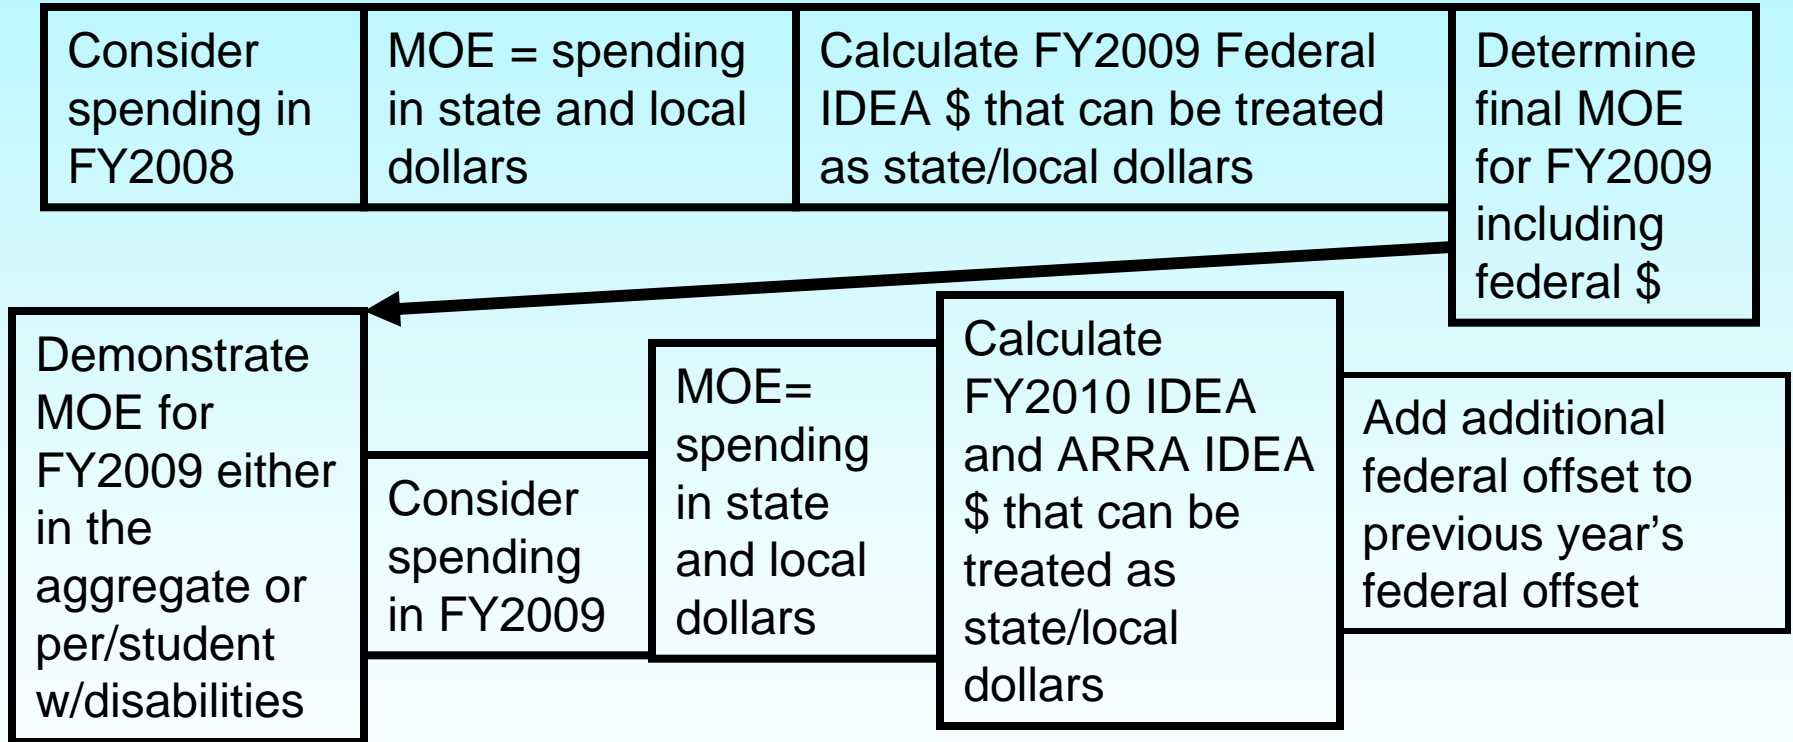 Consider
spending in
FY2008
MOE = spending
in state and local
dollars
Calculate FY2009 Federal
IDEA $ that can be treated
as state/local dollars
Determine
final MOE
for FY2009
including
federal $
Demonstrate
MOE for
FY2009 either
in the
aggregate or
per/student
w/disabilities
Consider
spending
in FY2009
MOE=
spending
in state
and local
dollars
Calculate
FY2010 IDEA
and ARRA IDEA
$ that can be
treated as
state/local
dollars
Add additional
federal offset to
previous year’s
federal offset